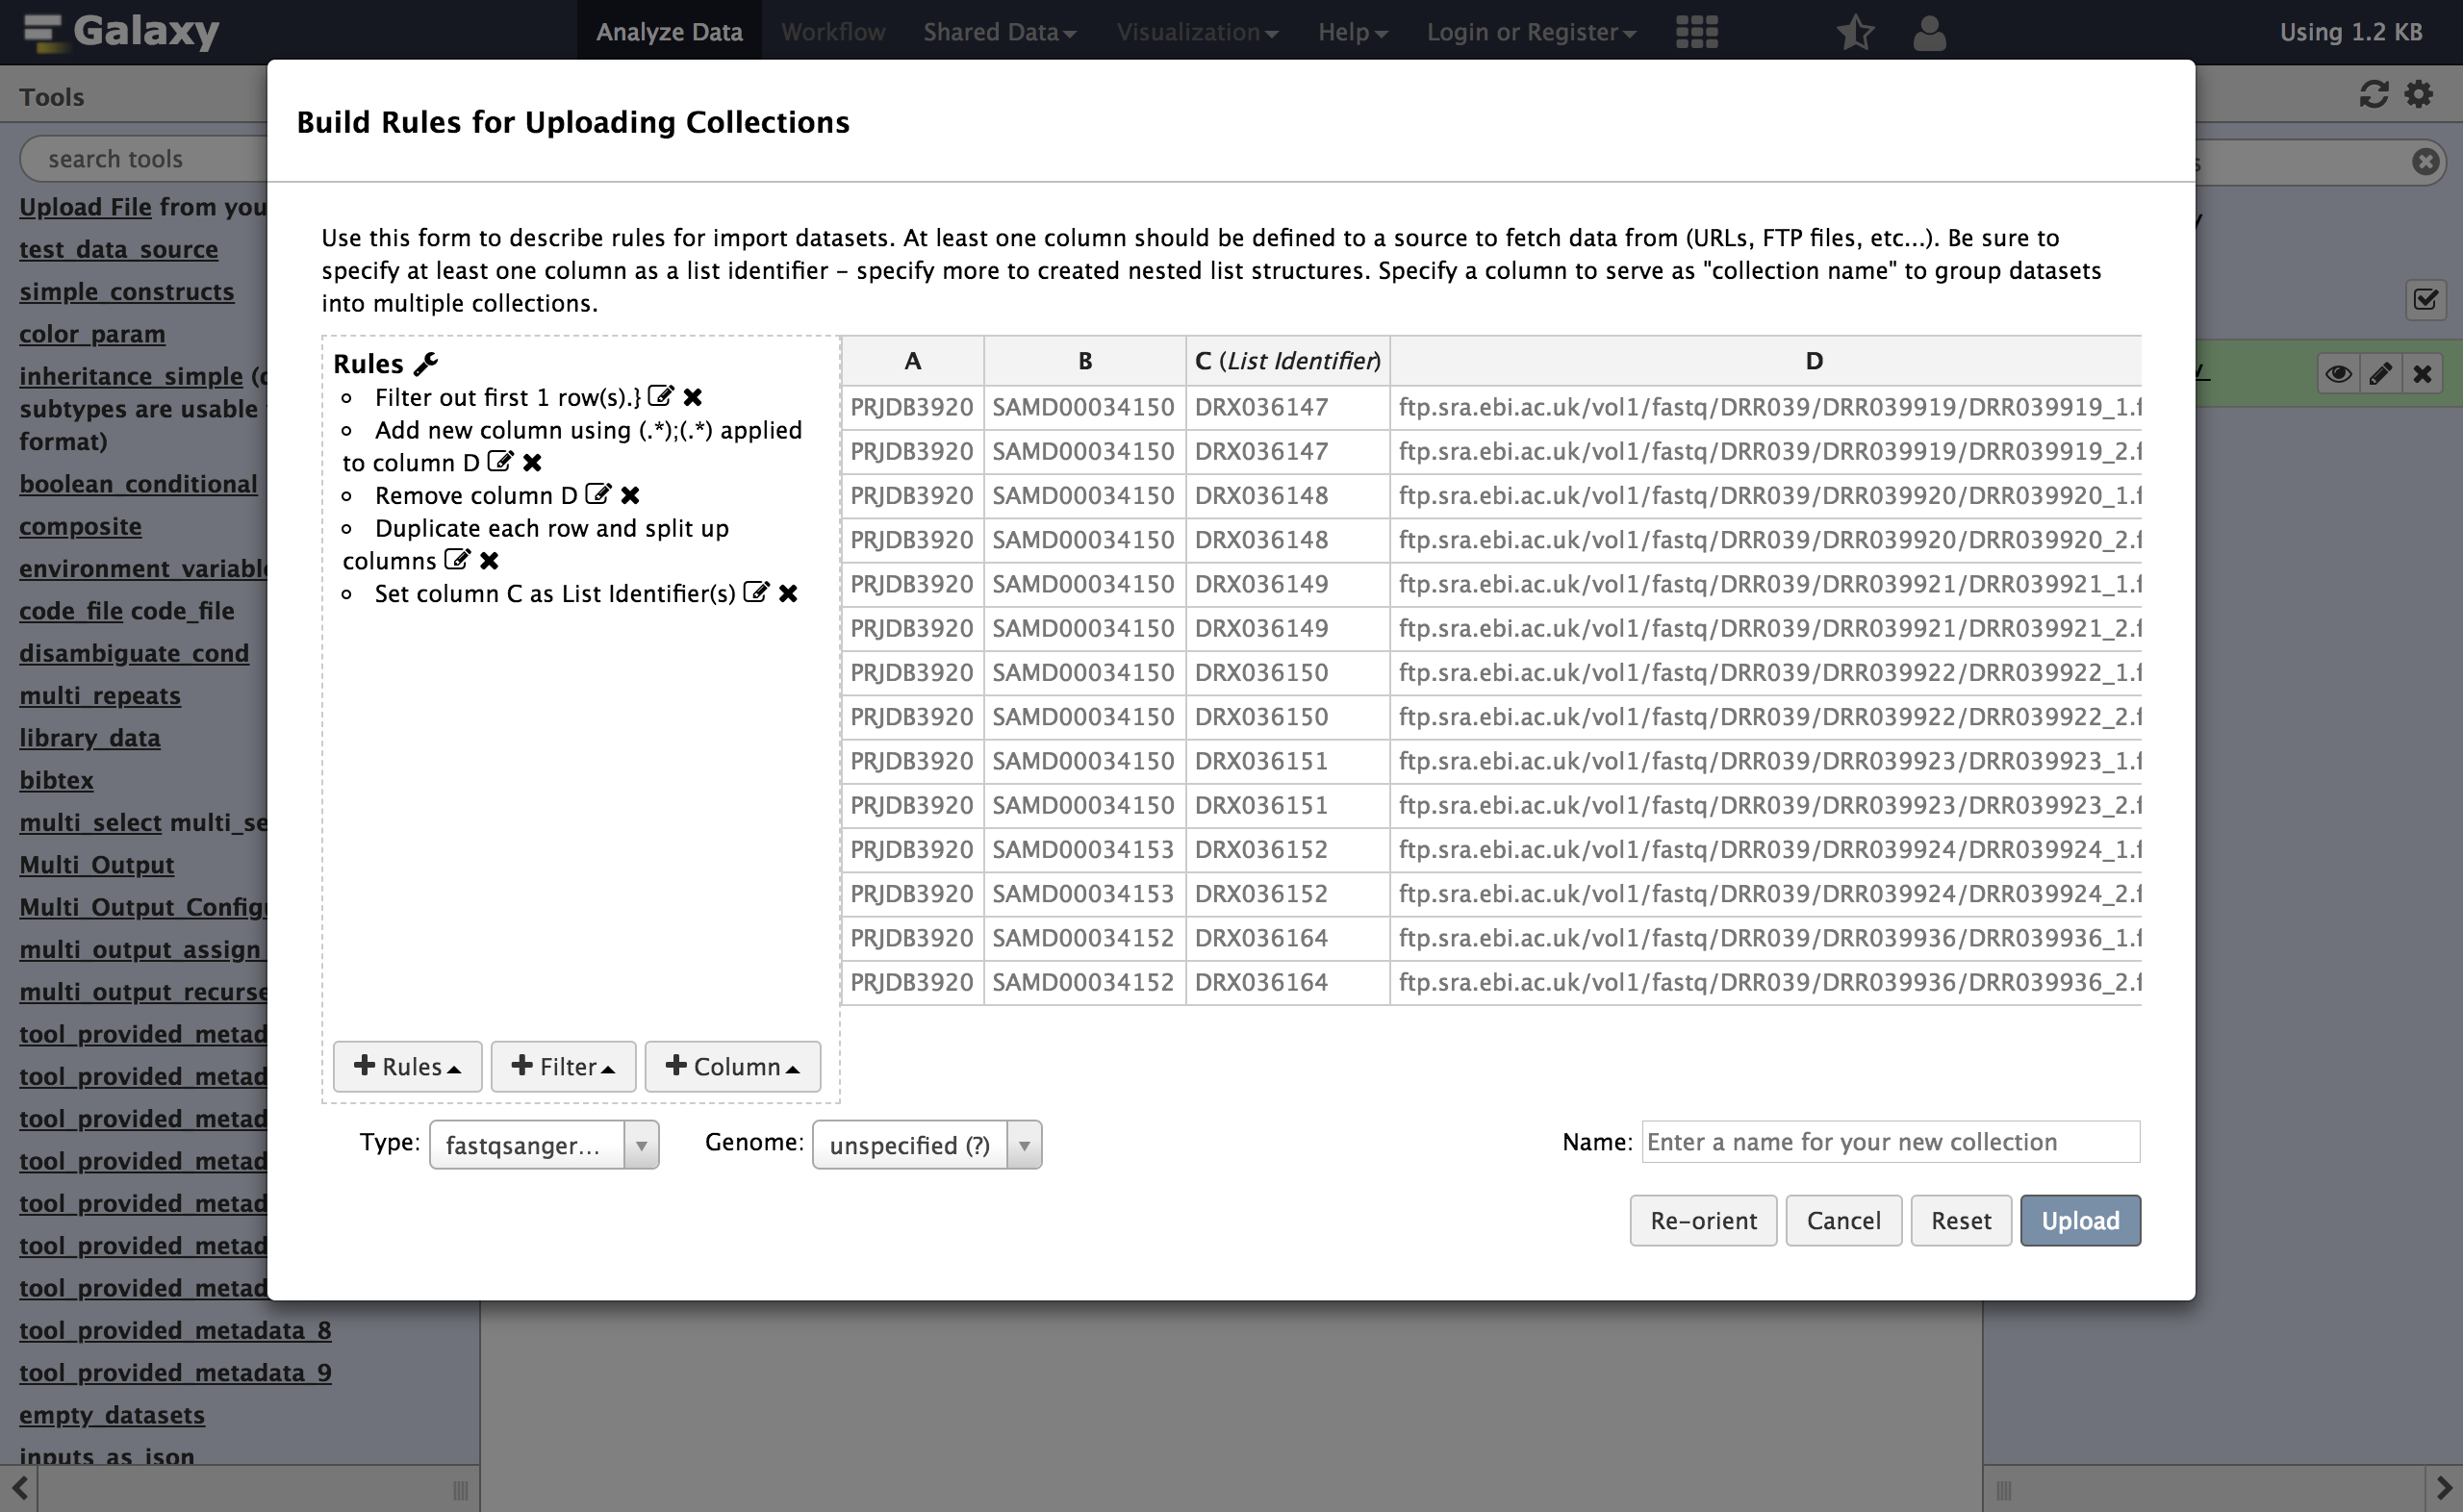 Galaxy
Analyze Data Workflow Shared Data Visualization Help Login or Register Using 1.2 KB
Tools
search tools
Upload File from you
test_data_source
simple_constructs
color_param
inheritance_simple
subtypes are usable
format)
boolean_conditional
composite
environment_variable
code_file code_file
disambiguate_cond
multi_repeats
library_data
bibtex
multi_select multi_se
Multi_Output
Multi_Output_Configu
multi_output_assign_
multi_output_recurse
tool_provided_metad
tool_provided_metad
tool_provided_metad
tool_provided_metad
tool_provided_metad
tool_provided_metad
tool_provided_metad
tool_provided_metadata_8
tool_provided_metadata_9
empty_datasets
inputs_as_json
Build Rules for Uploading Collections
Use this form to describe rules for import datasets. At least one column should be defined to a source to fetch data from (URLs, FTP files, etc...). Be sure to
specify at least one column as a list identifier – specify more to created nested list structures. Specify a column to serve as "collection name" to group datasets
into multiple collections.
Rules
Filter out first 1 row(s).}
Add new column using (.*);(.*) applied
to column D
Remove column D
Duplicate each row and split up
columns
Set column C as List Identifier(s)
Rules Filter Column
A B C (List Identifier) D
PRJDB3920 SAMD00034150 DRX036147 ftp.sra.ebi.ac.uk/vol1/fastq/DRR039/DRR039919/DRR039919_1.f
PRJDB3920 SAMD00034150 DRX036147 ftp.sra.ebi.ac.uk/vol1/fastq/DRR039/DRR039919/DRR039919_2.f
PRJDB3920 SAMD00034150 DRX036148 ftp.sra.ebi.ac.uk/vol1/fastq/DRR039/DRR039920/DRR039920_1.f
PRJDB3920 SAMD00034150 DRX036148 ftp.sra.ebi.ac.uk/vol1/fastq/DRR039/DRR039920/DRR039920_2.f
PRJDB3920 SAMD00034150 DRX036149 ftp.sra.ebi.ac.uk/vol1/fastq/DRR039/DRR039921/DRR039921_1.f
PRJDB3920 SAMD00034150 DRX036149 ftp.sra.ebi.ac.uk/vol1/fastq/DRR039/DRR039921/DRR039921_2.f
PRJDB3920 SAMD00034150 DRX036150 ftp.sra.ebi.ac.uk/vol1/fastq/DRR039/DRR039922/DRR039922_1.f
PRJDB3920 SAMD00034150 DRX036150 ftp.sra.ebi.ac.uk/vol1/fastq/DRR039/DRR039922/DRR039922_2.f
PRJDB3920 SAMD00034150 DRX036151 ftp.sra.ebi.ac.uk/vol1/fastq/DRR039/DRR039923/DRR039923_1.f
PRJDB3920 SAMD00034150 DRX036151 ftp.sra.ebi.ac.uk/vol1/fastq/DRR039/DRR039923/DRR039923_2.f
PRJDB3920 SAMD00034153 DRX036152 ftp.sra.ebi.ac.uk/vol1/fastq/DRR039/DRR039924/DRR039924_1.f
PRJDB3920 SAMD00034153 DRX036152 ftp.sra.ebi.ac.uk/vol1/fastq/DRR039/DRR039924/DRR039924_2.f
PRJDB3920 SAMD00034152 DRX036164 ftp.sra.ebi.ac.uk/vol1/fastq/DRR039/DRR039936/DRR039936_1.f
PRJDB3920 SAMD00034152 DRX036164 ftp.sra.ebi.ac.uk/vol1/fastq/DRR039/DRR039936/DRR039936_2.f
Type: fastqsanger... Genome: unspecified (?) Name: Enter a name for your new collection
Re-orient Cancel Reset Upload